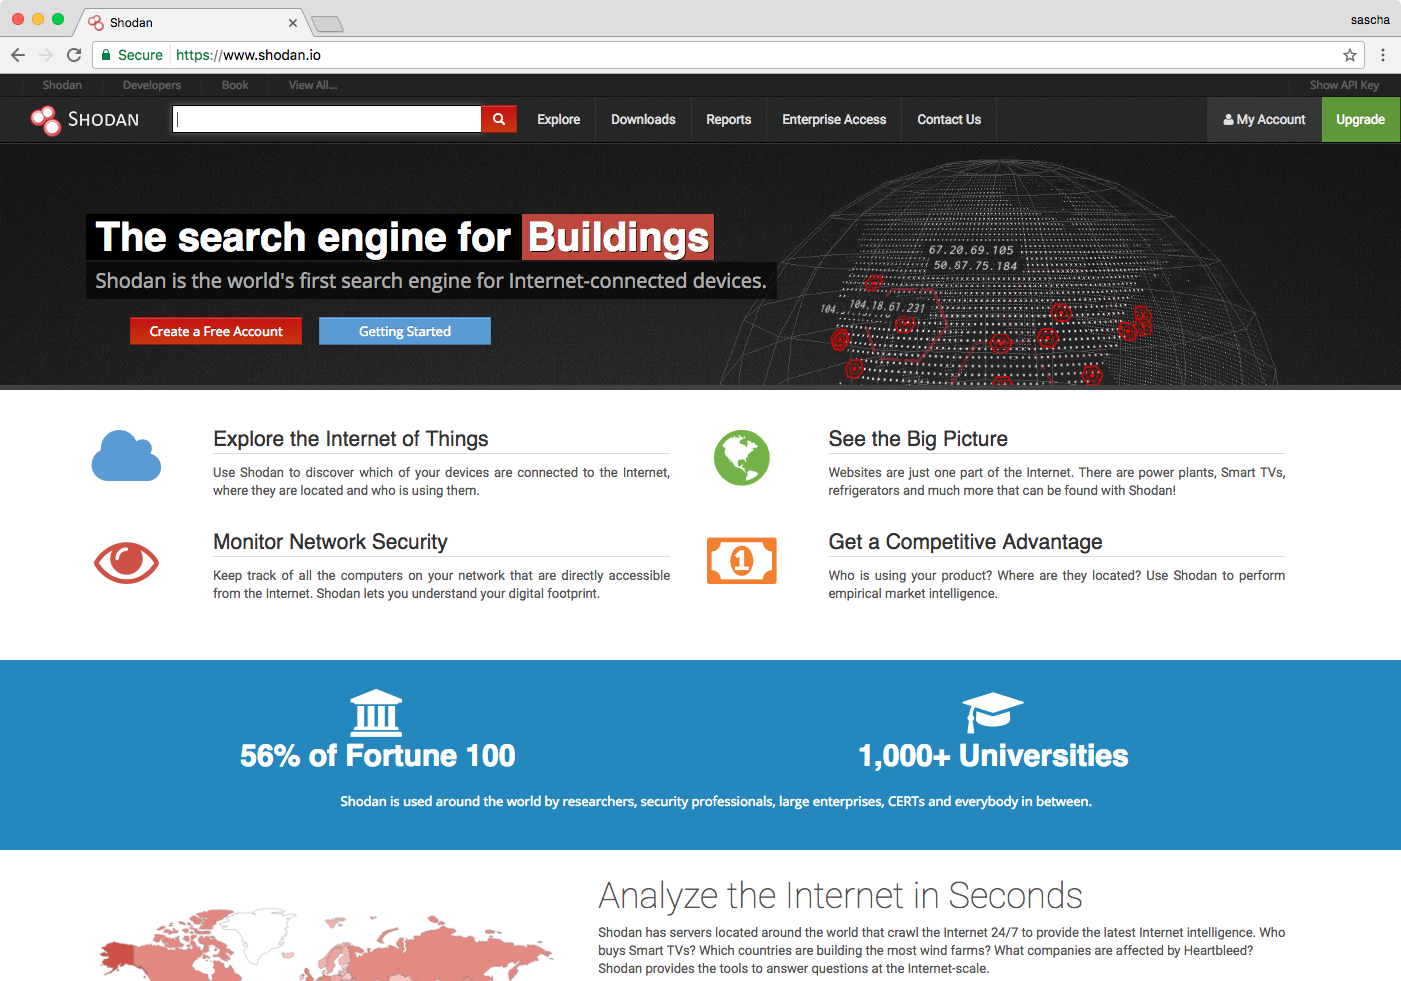 Shodan
sascha
Secure https://www.shodan.io
Shodan Developers Book View All... Show API Key
SHODAN Explore Downloads Reports Enterprise Access Contact Us My Account Upgrade
The search engine for Buildings
Shodan is the world's first search engine for Internet-connected devices.
Create a Free Account Getting Started
67.20.69.105
50.87.75.184
104.18.61.231
104.
Explore the Internet of Things
Use Shodan to discover which of your devices are connected to the Internet,
where they are located and who is using them.
See the Big Picture
Websites are just one part of the Internet. There are power plants, Smart TVs,
refrigerators and much more that can be found with Shodan!
Monitor Network Security
Keep track of all the computers on your network that are directly accessible
from the Internet. Shodan lets you understand your digital footprint.
1
Get a Competitive Advantage
Who is using your product? Where are they located? Use Shodan to perform
empirical market intelligence.
56% of Fortune 100
1,000+ Universities
Shodan is used around the world by researchers, security professionals, large enterprises, CERTs and everybody in between.
Analyze the Internet in Seconds
Shodan has servers located around the world that crawl the Internet 24/7 to provide the latest Internet intelligence. Who
buys Smart TVs? Which countries are building the most wind farms? What companies are affected by Heartbleed?
Shodan provides the tools to answer questions at the Internet-scale.